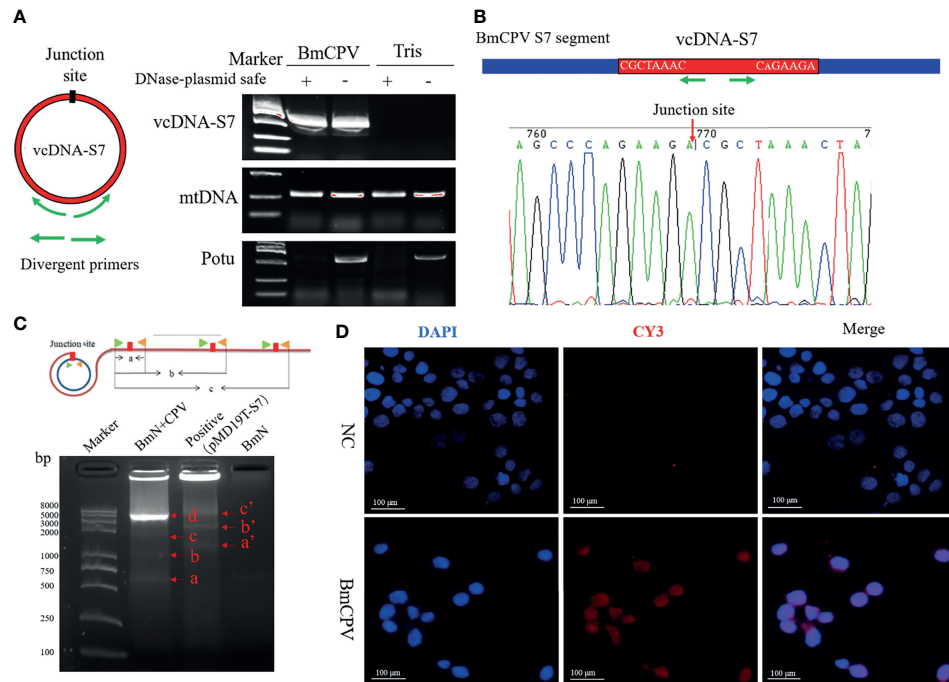 A
Junction
site
vcDNA-S7
Divergent primers
Marker
BmCPV
Tris
DNase-plasmid safe
+ - + -
vcDNA-S7
mtDNA
Potu
B
BmCPV S7 segment
vcDNA-S7
CGCTAAAC
CAGAAGA
Junction site
760 770 7
A G C C C A G A A G A C G C T A A A C T A
C
Junction site
a
b
c
Marker
BmN+CPV
Positive
(pMD19T-S7)
BmN
bp
8000
5000
3000
2000
1000
750
500
250
100
d
c
b
a
c'
b'
a'
D
DAPI
CY3
Merge
NC
100 μm
100 μm
100 μm
BmCPV
100 μm
100 μm
100 μm